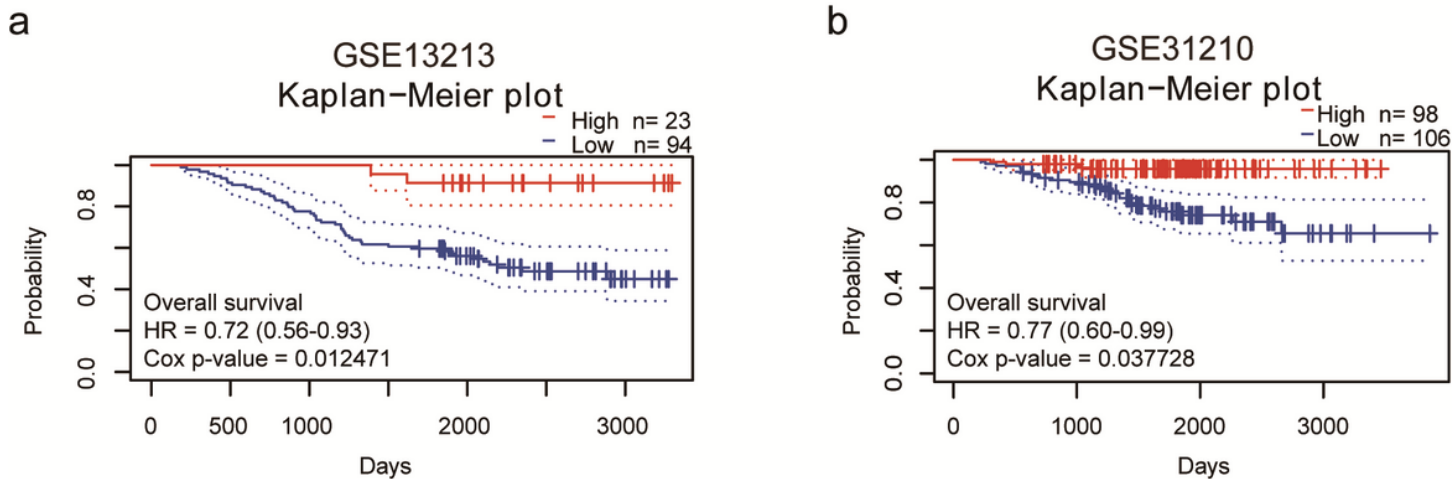 a
GSE13213
Kaplan−Meier plot
High n= 23
Low n= 94
Probability
0.8
0.4
0.0
Overall survival
HR = 0.72 (0.56-0.93)
Cox p-value = 0.012471
0 500 1000 2000 3000
Days
b
GSE31210
Kaplan−Meier plot
High n= 98
Low n= 106
Probability
0.8
0.4
0.0
Overall survival
HR = 0.77 (0.60-0.99)
Cox p-value = 0.037728
0 1000 2000 3000
Days